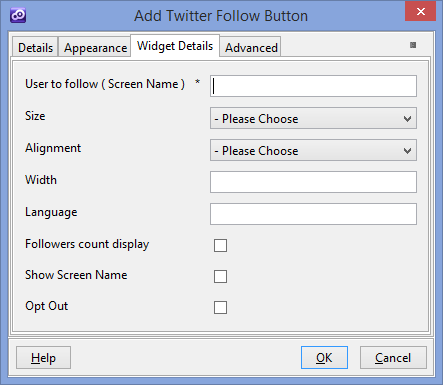 Add Twitter Follow Button
Details Appearance Widget Details Advanced
User to follow ( Screen Name ) *
Size - Please Choose
Alignment - Please Choose
Width
Language
Followers count display
Show Screen Name
Opt Out
Help OK Cancel